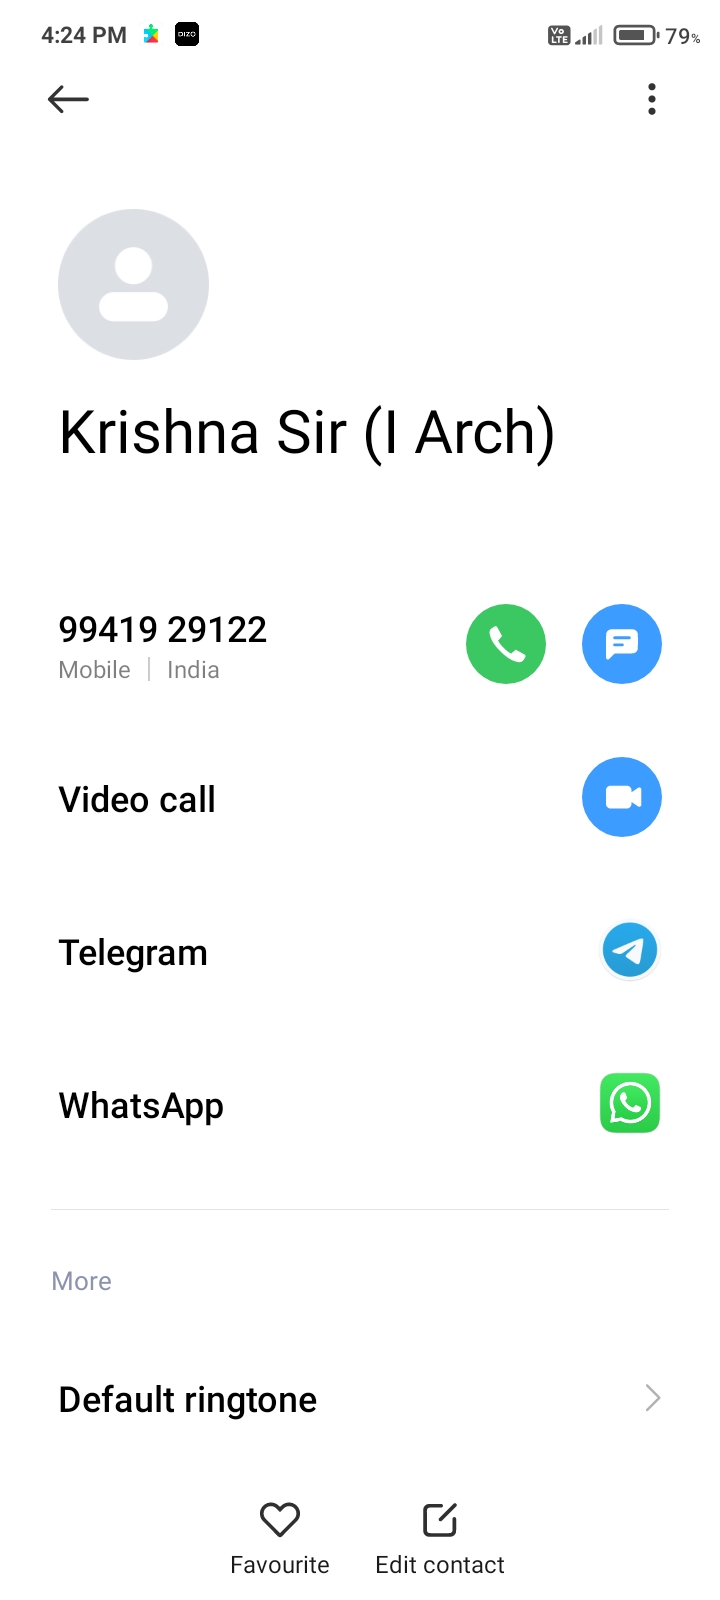 4:24 PM DIZO Vo LTE 79%
Krishna Sir (I Arch)
99419 29122
Mobile | India
Video call
Telegram
WhatsApp
More
Default ringtone
Favourite Edit contact